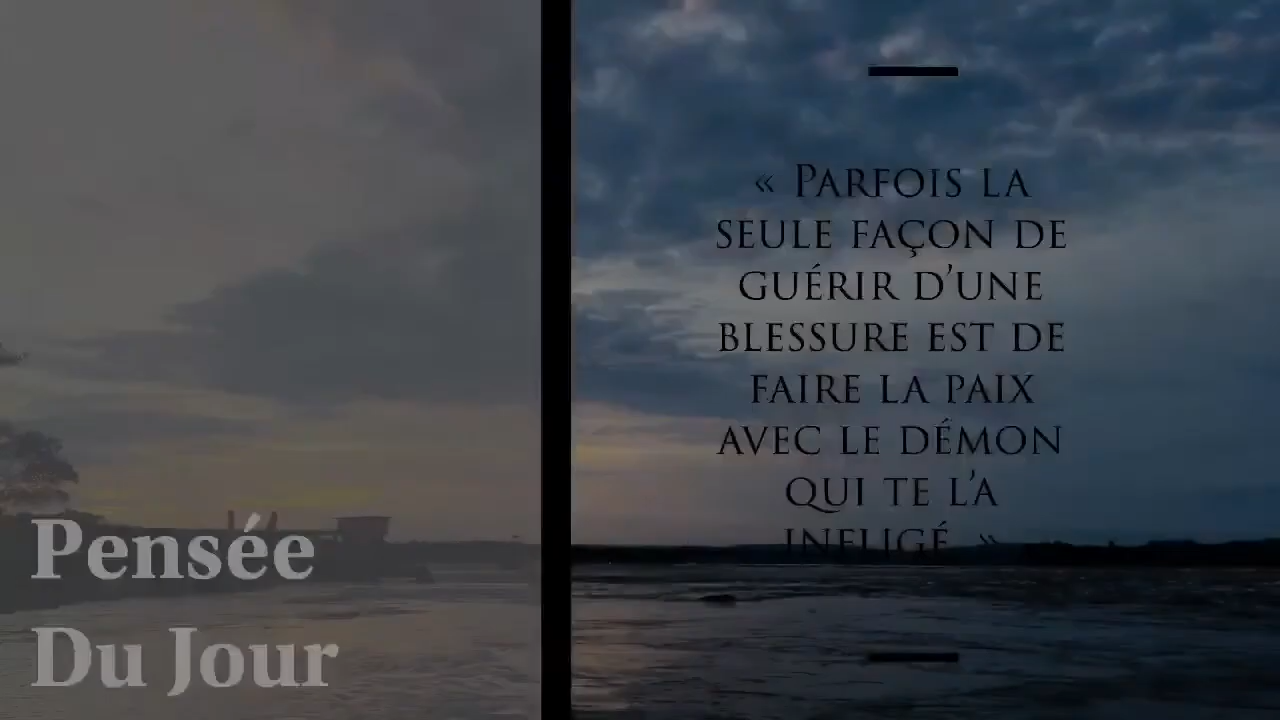 « Parfois la
seule façon de
guérir d’une
blessure est de
faire la paix
avec le démon
qui te l’a
infligé. »
Pensée
Du Jour